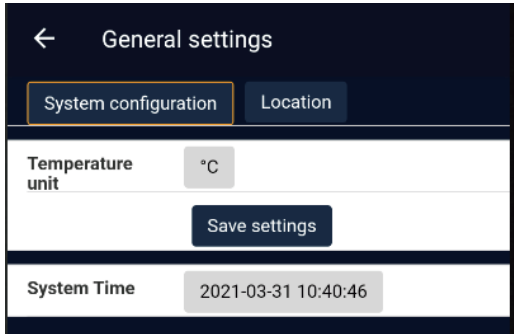 General settings
System configuration
Location
Temperature
unit
°C
Save settings
System Time
2021-03-31 10:40:46